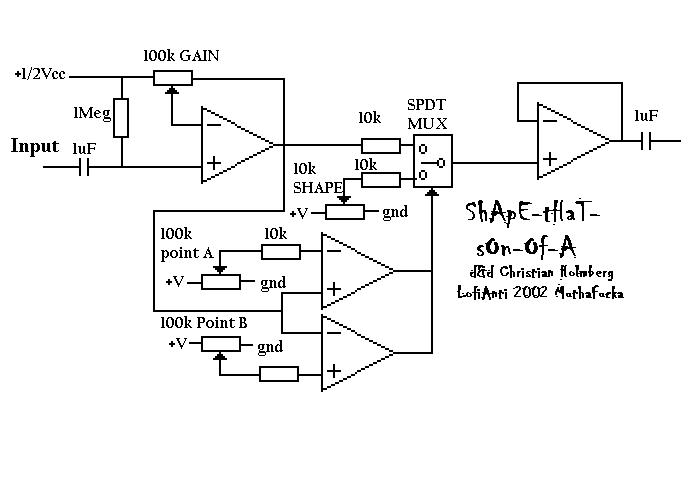 100k GAIN
+1/2Vcc
1Meg
Input
1uF
+
10k
SPDT
MUX
1uF
10k
10k
SHAPE
+V
gnd
100k
point A
10k
+V
gnd
+
100k Point B
+V
gnd
+
+
ShApE-tHaT-
sOn-Of-A
d&d Christian Holmberg
LofiAnti 2002 Muthafucka